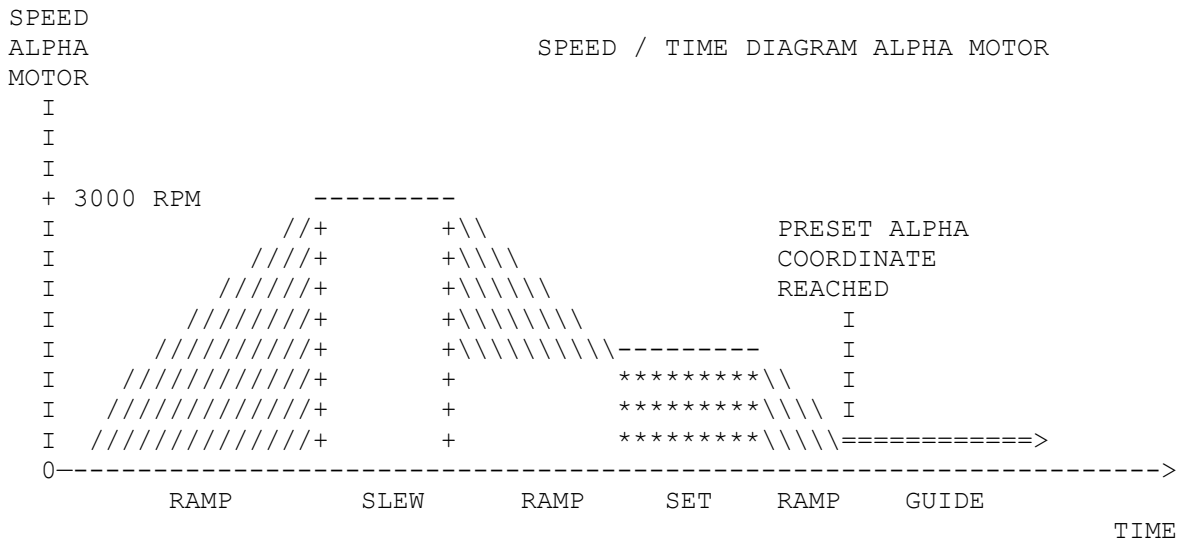 SPEED
ALPHA SPEED / TIME DIAGRAM ALPHA MOTOR
MOTOR
I
I
I
+ 3000 RPM ---------
I //+ +\\ PRESET ALPHA
I ////+ +\\\\ COORDINATE
I //////+ +\\\\\\ REACHED
I ////////+ +\\\\\\\\ I
I //////////+ +\\\\\\\\\\--------- I
I ////////////+ + *********\\ I
I /////////////+ + *********\\\\ I
I //////////////+ + *********\\\\\============>
0--------------------------------------------------------------------->
RAMP SLEW RAMP SET RAMP GUIDE
TIME